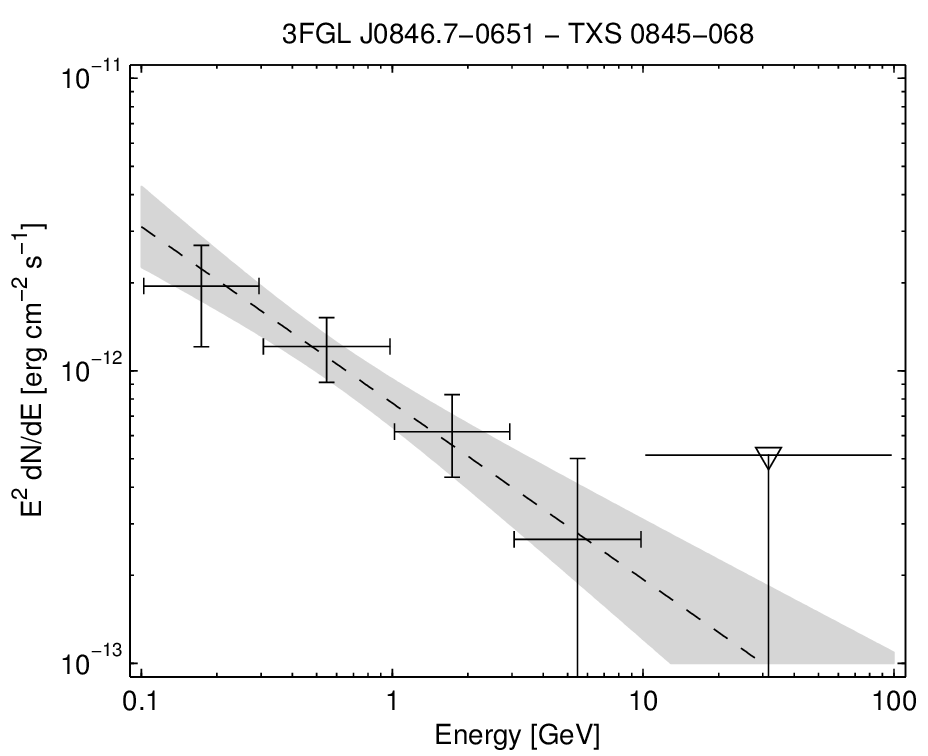 3FGL J0846.7−0651 − TXS 0845−068
10⁻¹¹
10⁻¹²
10⁻¹³
E² dN/dE [erg cm⁻² s⁻¹]
0.1 1 10 100
Energy [GeV]